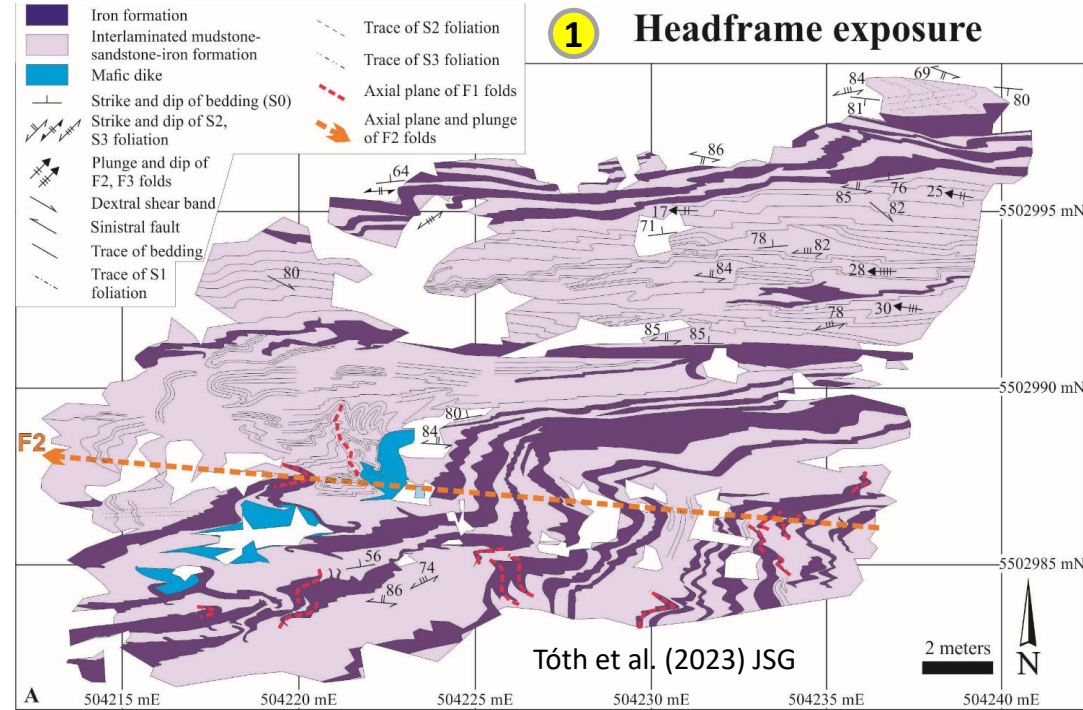 1
Headframe exposure
Iron formation
Interlaminated mudstone-
sandstone-iron formation
Mafic dike
Strike and dip of bedding (S0)
Strike and dip of S2,
S3 foliation
Plunge and dip of
F2, F3 folds
Dextral shear band
Sinistral fault
Trace of bedding
Trace of S1
foliation
Trace of S2 foliation
Trace of S3 foliation
Axial plane of F1 folds
Axial plane and plunge
of F2 folds
69
84
81
80
86
64
76
85
25
82
17
71
5502995 mN
78
82
84
28
80
30
78
85
85
5502990 mN
80
84
F2
56
74
86
5502985 mN
Tóth et al. (2023) JSG
2 meters
N
A
504215 mE
504220 mE
504225 mE
504230 mE
504235 mE
504240 mE